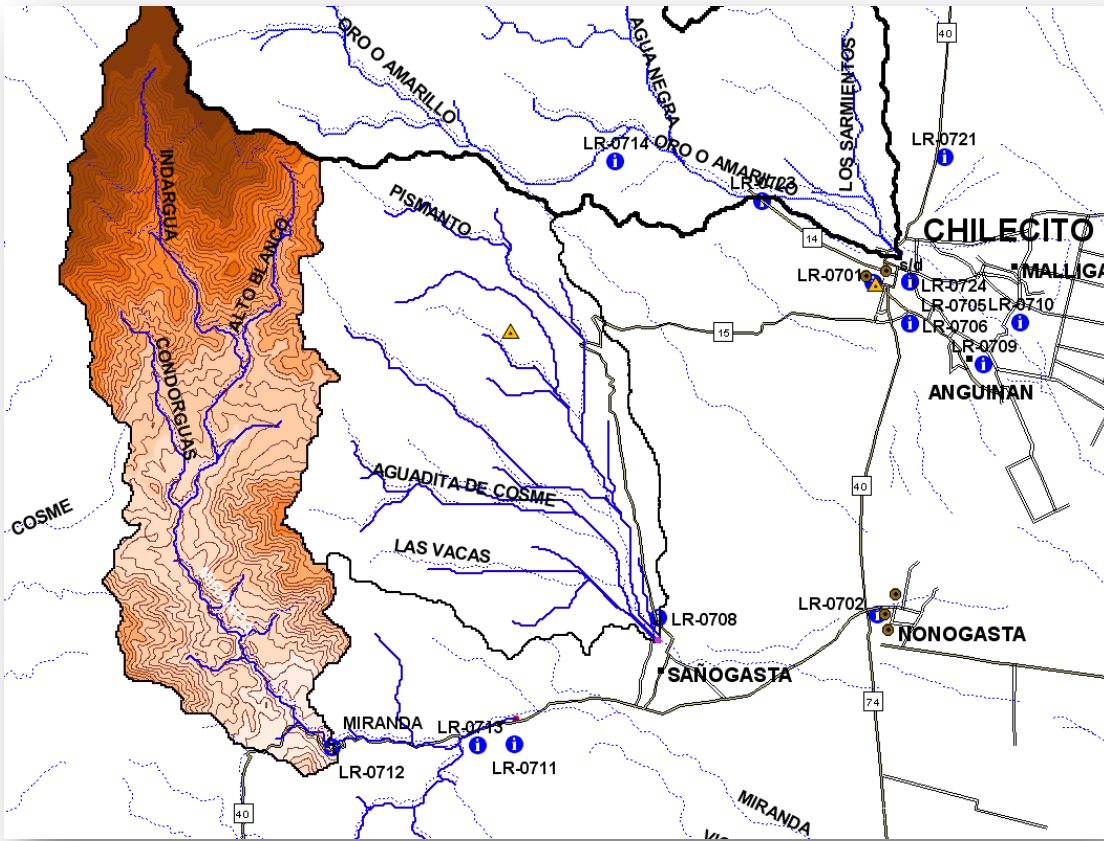 ORO O AMARILLO
AGUA NEGRA
LOS SARMIENTOS
40
LR-0714
ORO O AMARILLO
LR-0721
LR-0723
INDARGUA
PISMANTO
ALTO BLANCO
14
CHILECITO
s/d
MALLIGA
LR-0701
LR-0724
LR-0705
LR-0710
15
LR-0706
LR-0709
ANGUINAN
CONDORGUAS
AGUADITA DE COSME
40
COSME
LAS VACAS
MIRANDA
LR-0708
LR-0702
NONOGASTA
SAÑOGASTA
MIRANDA
LR-0713
74
LR-0712
LR-0711
40
MIRANDA